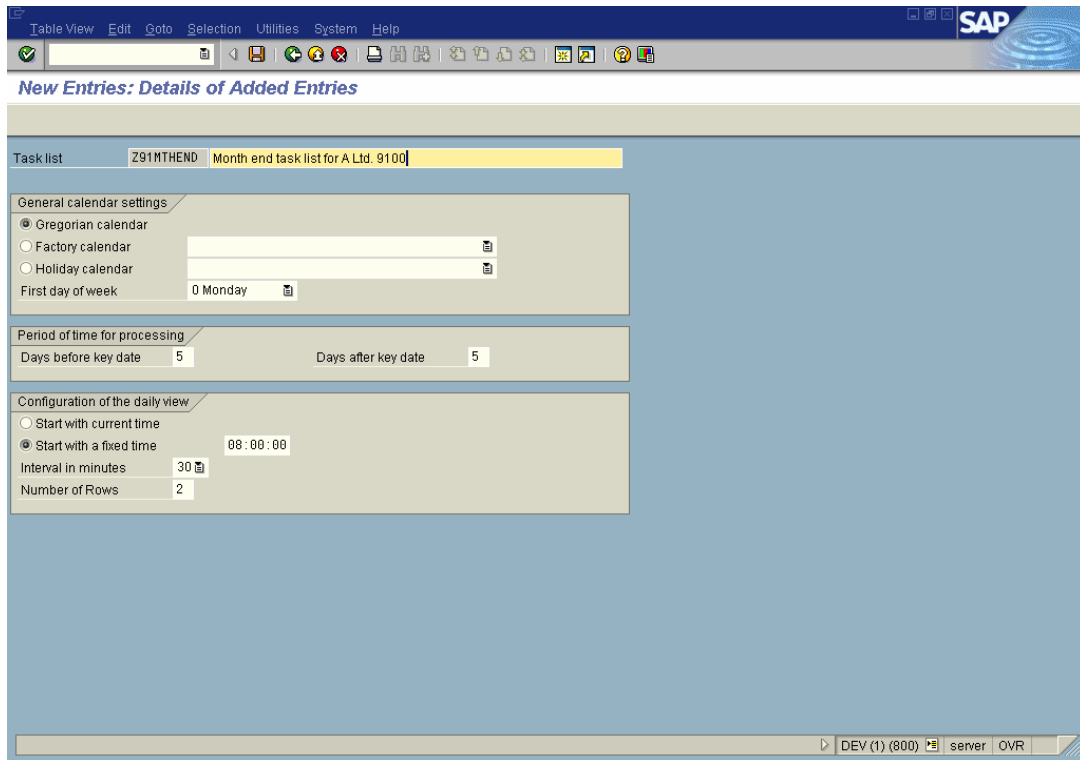 Table View Edit Goto Selection Utilities System Help
SAP
New Entries: Details of Added Entries
Task list Z91MTHEND Month end task list for A Ltd. 9100
General calendar settings
Gregorian calendar
Factory calendar
Holiday calendar
First day of week 0 Monday
Period of time for processing
Days before key date 5 Days after key date 5
Configuration of the daily view
Start with current time
Start with a fixed time 08:00:00
Interval in minutes 30
Number of Rows 2
DEV (1) (800) server OVR